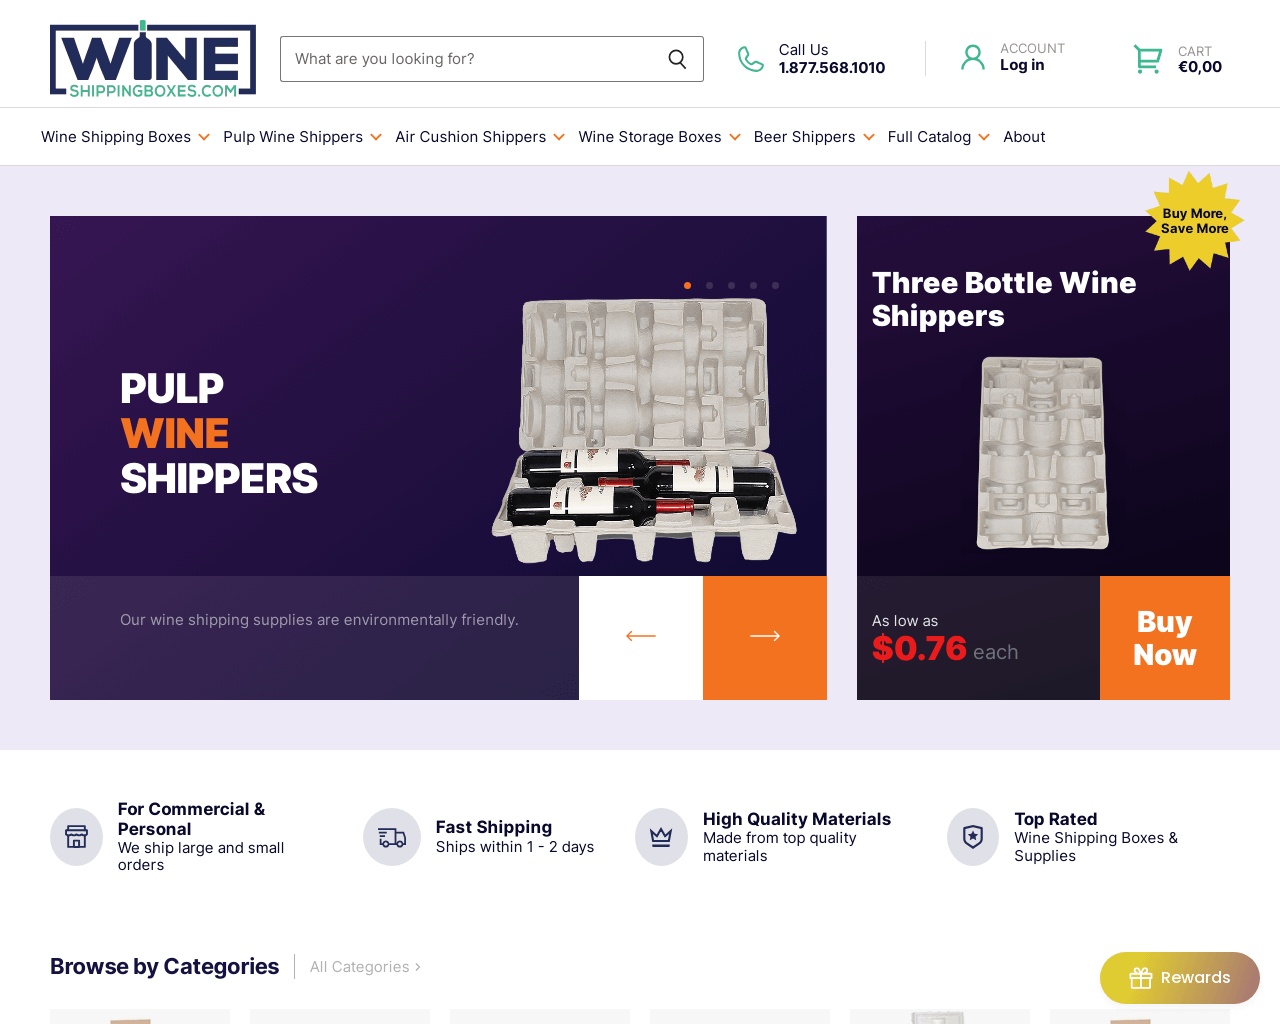 WINE
SHIPPINGBOXES.COM
What are you looking for?
Call Us
1.877.568.1010
ACCOUNT
Log in
CART
€0,00
Wine Shipping Boxes
Pulp Wine Shippers
Air Cushion Shippers
Wine Storage Boxes
Beer Shippers
Full Catalog
About
Buy More,
Save More
PULP
WINE
SHIPPERS
Our wine shipping supplies are environmentally friendly.
Three Bottle Wine
Shippers
As low as
$0.76 each
Buy
Now
For Commercial &
Personal
We ship large and small
orders
Fast Shipping
Ships within 1 - 2 days
High Quality Materials
Made from top quality
materials
Top Rated
Wine Shipping Boxes &
Supplies
Browse by Categories
All Categories
Rewards